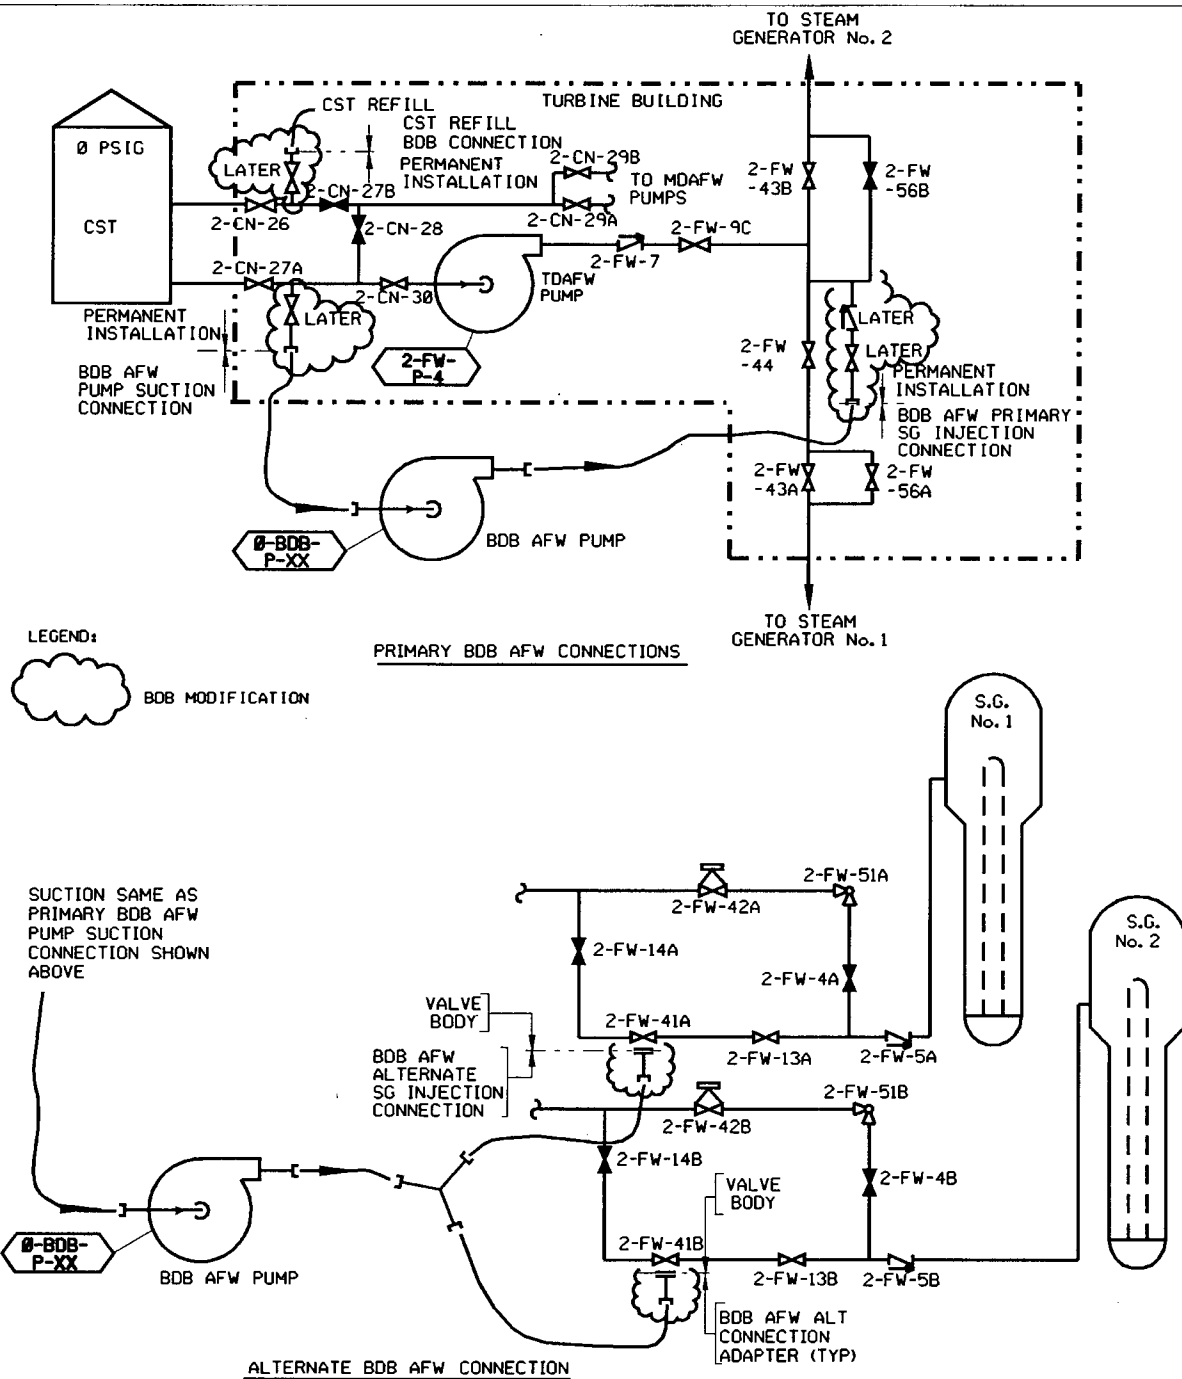 TO STEAM
GENERATOR No. 2
TURBINE BUILDING
CST REFILL
CST REFILL
BDB CONNECTION
PERMANENT
INSTALLATION
Ø PSIG
CST
LATER
2-CN-27B
2-CN-26
2-CN-28
2-CN-29B
TO MDAFW
PUMPS
2-CN-29A
2-FW
-43B
2-FW
-56B
2-FW-9C
2-FW-7
2-CN-27A
2-CN-30
TDAFW
PUMP
PERMANENT
INSTALLATION
LATER
BDB AFW
PUMP SUCTION
CONNECTION
2-FW-
P-4
2-FW
-44
LATER
LATER
PERMANENT
INSTALLATION
BDB AFW PRIMARY
SG INJECTION
CONNECTION
2-FW
-43A
2-FW
-56A
BDB AFW PUMP
Ø-BDB-
P-XX
TO STEAM
GENERATOR No. 1
PRIMARY BDB AFW CONNECTIONS
LEGEND:
BDB MODIFICATION
S.G.
No. 1
S.G.
No. 2
SUCTION SAME AS
PRIMARY BDB AFW
PUMP SUCTION
CONNECTION SHOWN
ABOVE
2-FW-51A
2-FW-42A
2-FW-14A
2-FW-4A
VALVE
BODY
2-FW-41A
2-FW-13A
2-FW-5A
BDB AFW
ALTERNATE
SG INJECTION
CONNECTION
2-FW-51B
2-FW-42B
2-FW-14B
2-FW-4B
VALVE
BODY
2-FW-41B
2-FW-13B
2-FW-5B
Ø-BDB-
P-XX
BDB AFW PUMP
BDB AFW ALT
CONNECTION
ADAPTER (TYP)
ALTERNATE BDB AFW CONNECTION